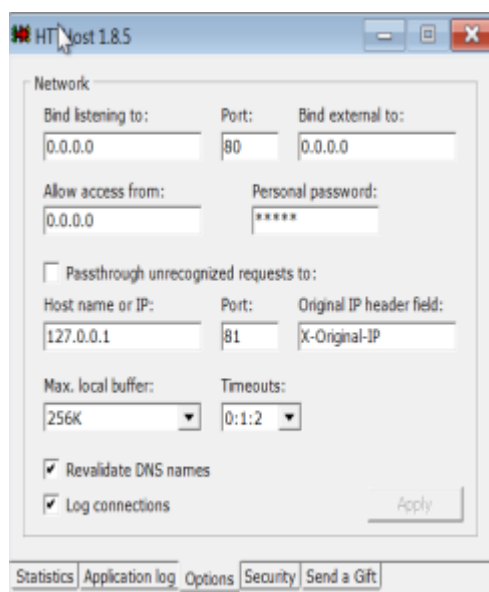 HTTHost 1.8.5
Network
Bind listening to: Port: Bind external to:
0.0.0.0 80 0.0.0.0
Allow access from: Personal password:
0.0.0.0 *****
Passthrough unrecognized requests to:
Host name or IP: Port: Original IP header field:
127.0.0.1 81 X-Original-IP
Max. local buffer: Timeouts:
256K 0:1:2
Revalidate DNS names
Log connections
Apply
Statistics Application log Options Security Send a Gift